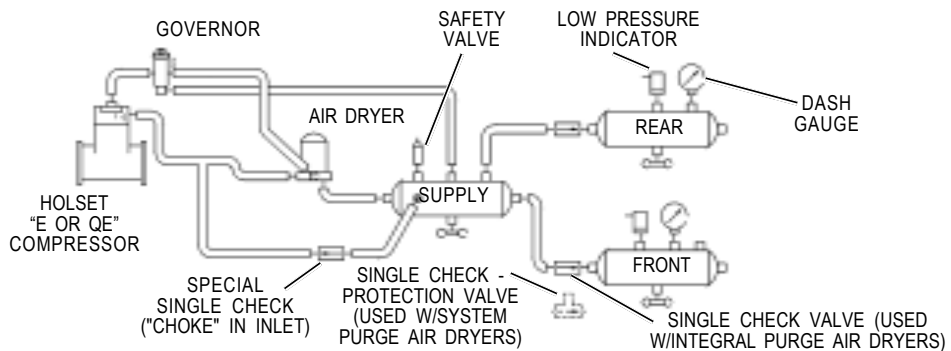 GOVERNOR
SAFETY
VALVE
LOW PRESSURE
INDICATOR
DASH
GAUGE
AIR DRYER
REAR
SUPPLY
HOLSET
“E OR QE”
COMPRESSOR
FRONT
SPECIAL
SINGLE CHECK
("CHOKE" IN INLET)
SINGLE CHECK -
PROTECTION VALVE
(USED W/SYSTEM
PURGE AIR DRYERS)
SINGLE CHECK VALVE (USED
W/INTEGRAL PURGE AIR DRYERS)